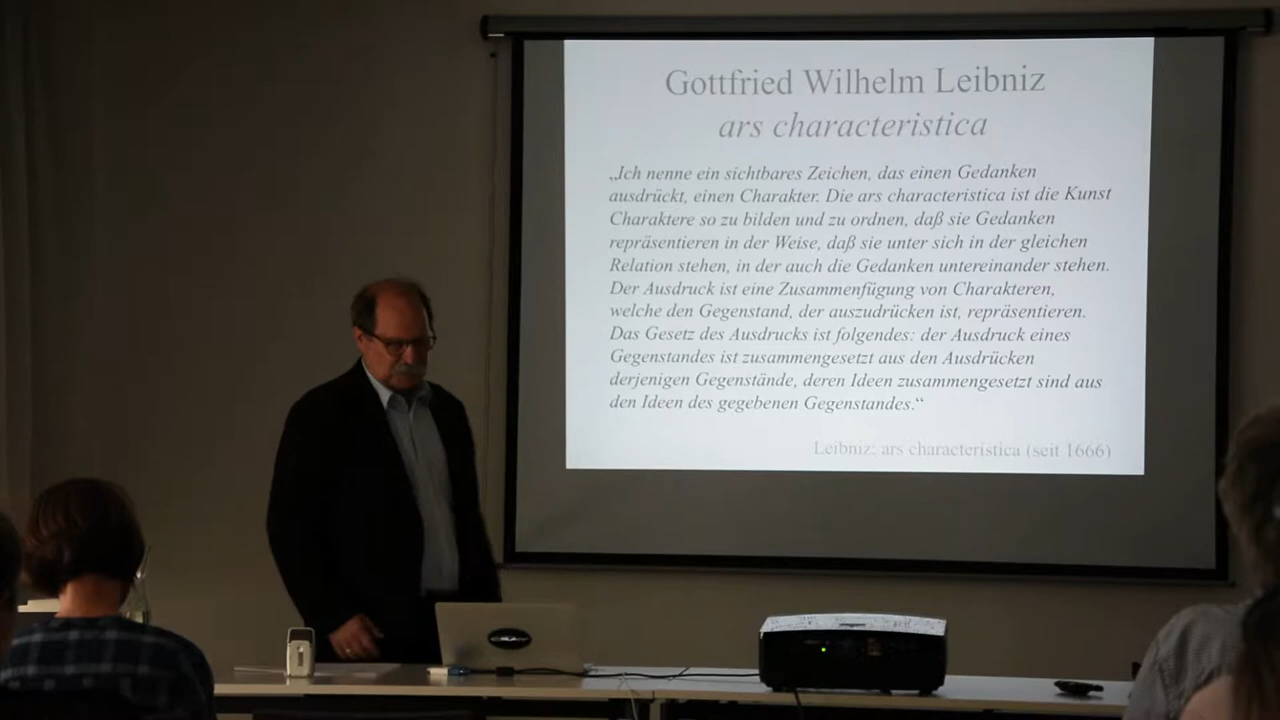 Gottfried Wilhelm Leibniz
ars characteristica
„Ich nenne ein sichtbares Zeichen, das einen Gedanken
ausdrückt, einen Charakter. Die ars characteristica ist die Kunst
Charaktere so zu bilden und zu ordnen, daß sie Gedanken
repräsentieren in der Weise, daß sie unter sich in der gleichen
Relation stehen, in der auch die Gedanken untereinander stehen.
Der Ausdruck ist eine Zusammenfügung von Charakteren,
welche den Gegenstand, der auszudrücken ist, repräsentieren.
Das Gesetz des Ausdrucks ist folgendes: der Ausdruck eines
Gegenstandes ist zusammengesetzt aus den Ausdrücken
derjenigen Gegenstände, deren Ideen zusammengesetzt sind aus
den Ideen des gegebenen Gegenstandes.“
Leibniz: ars characteristica (seit 1666)